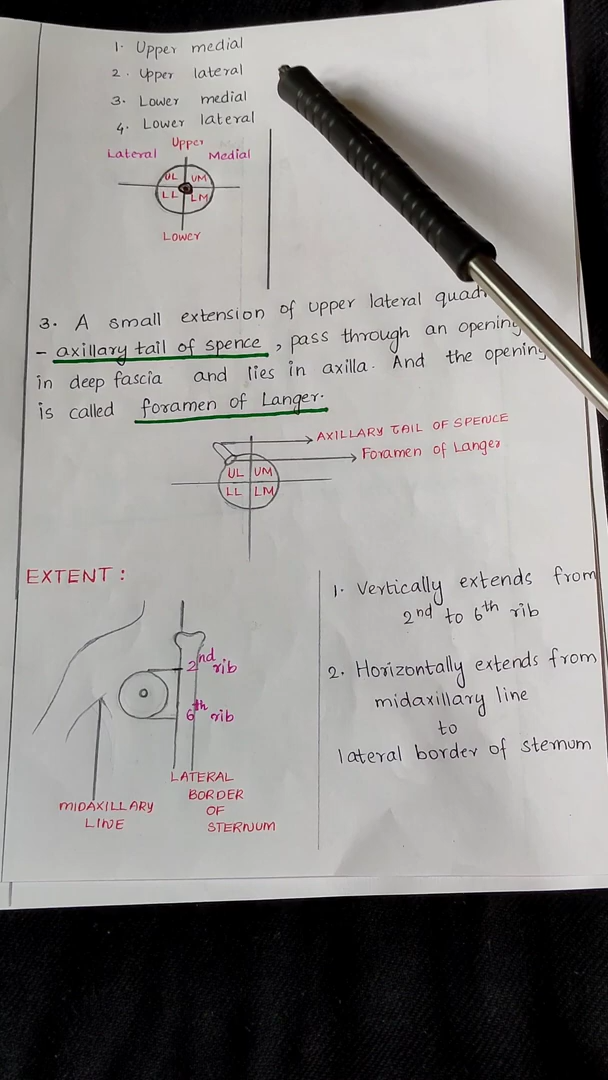 1. Upper medial
2. Upper lateral
3. Lower medial
4. Lower lateral
Upper
Lateral Medial
UL UM
LL LM
Lower
3. A small extension of upper lateral
- axillary tail of spence, pass through an opening
in deep fascia and lies in axilla. And the opening
is called foramen of Langer.
AXILLARY TAIL OF SPENCE
Foramen of Langer
UL UM
LL LM
EXTENT:
1. Vertically extends from
2nd to 6th rib
2. Horizontally extends from
midaxillary line
to
lateral border of sternum
2nd rib
6th rib
LATERAL
BORDER
OF
STERNUM
MIDAXILLARY
LINE